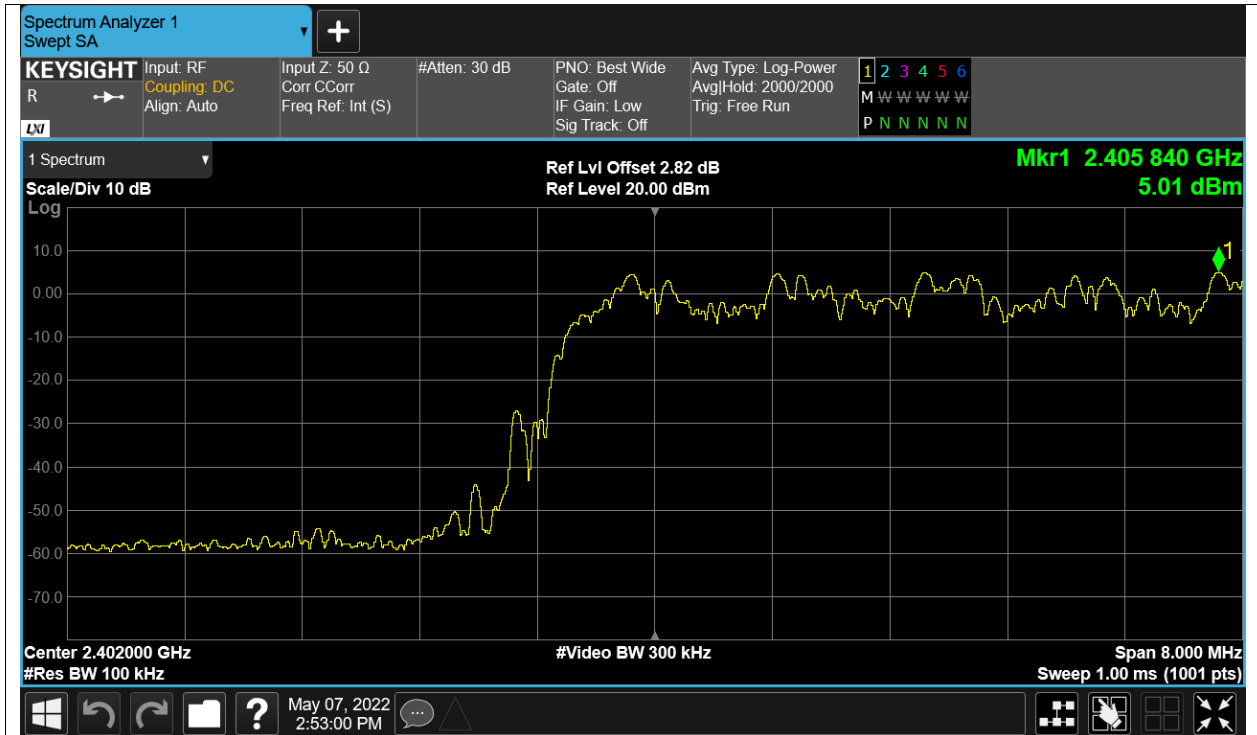 Spectrum Analyzer 1
Swept SA
+
KEYSIGHT
R
LXI
Input: RF
Coupling: DC
Align: Auto
Input Z: 50 Ω
Corr CCorr
Freq Ref: Int (S)
#Atten: 30 dB
PNO: Best Wide
Gate: Off
IF Gain: Low
Sig Track: Off
Avg Type: Log-Power
Avg|Hold: 2000/2000
Trig: Free Run
1 2 3 4 5 6
M W W W W W
P N N N N N
1 Spectrum
Scale/Div 10 dB
Log
Ref Lvl Offset 2.82 dB
Ref Level 20.00 dBm
Mkr1 2.405 840 GHz
5.01 dBm
1
10.0
0.00
-10.0
-20.0
-30.0
-40.0
-50.0
-60.0
-70.0
Center 2.402000 GHz
#Res BW 100 kHz
#Video BW 300 kHz
Span 8.000 MHz
Sweep 1.00 ms (1001 pts)
?
May 07, 2022
2:53:00 PM